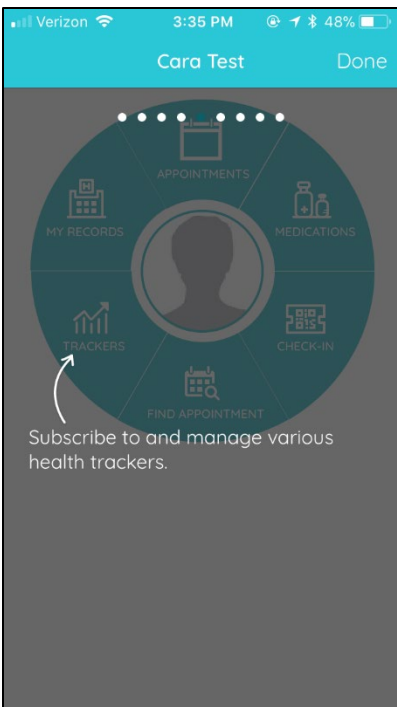 Verizon 3:35 PM 48%
Cara Test Done
APPOINTMENTS
MY RECORDS
MEDICATIONS
TRACKERS
CHECK-IN
FIND APPOINTMENT
Subscribe to and manage various
health trackers.